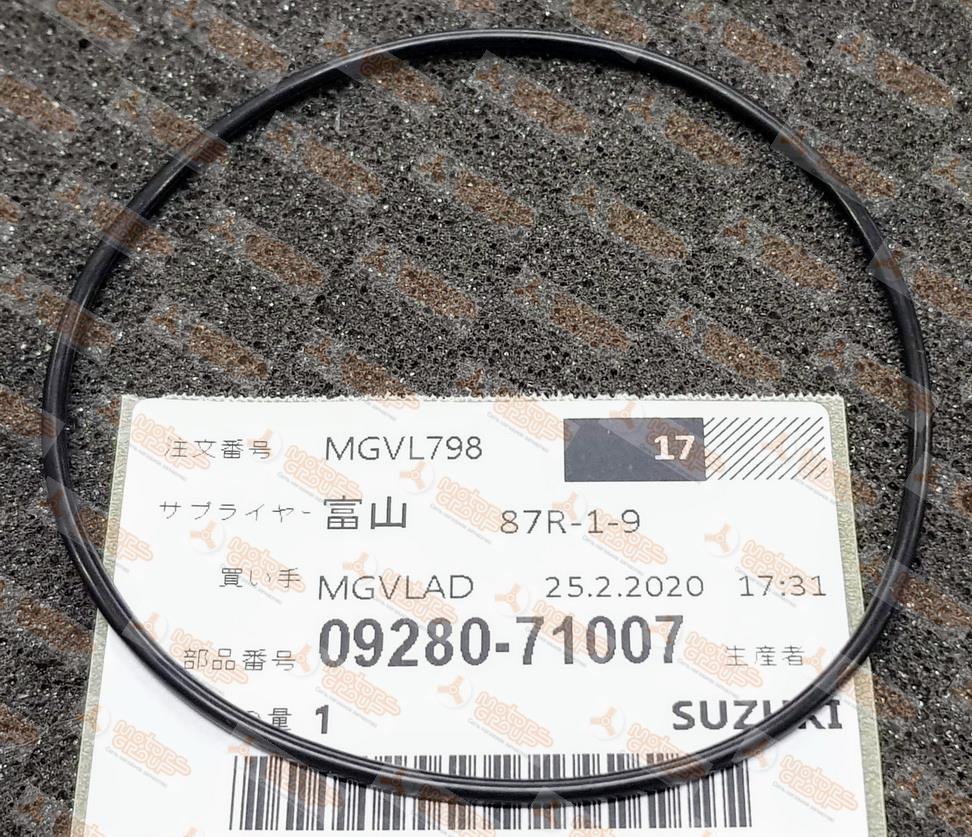 注文番号 MGVL798 17
サプライヤー 富山 87R-1-9
買い手 MGVLAD 25.2.2020 17:31
部品番号 09280-71007 生産者
の量 1 SUZUKI